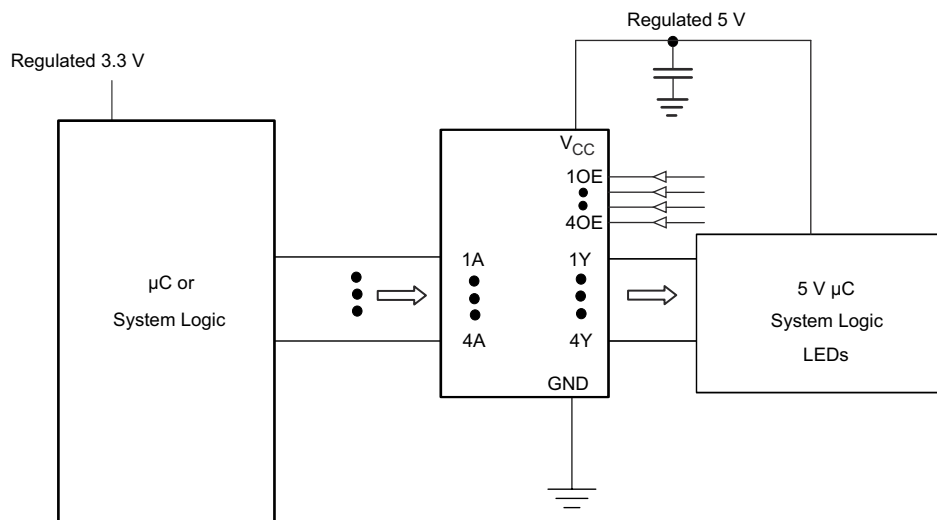 Regulated 5 V
Regulated 3.3 V
VCC
1OE
4OE
1A
1Y
4A
4Y
GND
µC or
System Logic
5 V µC
System Logic
LEDs